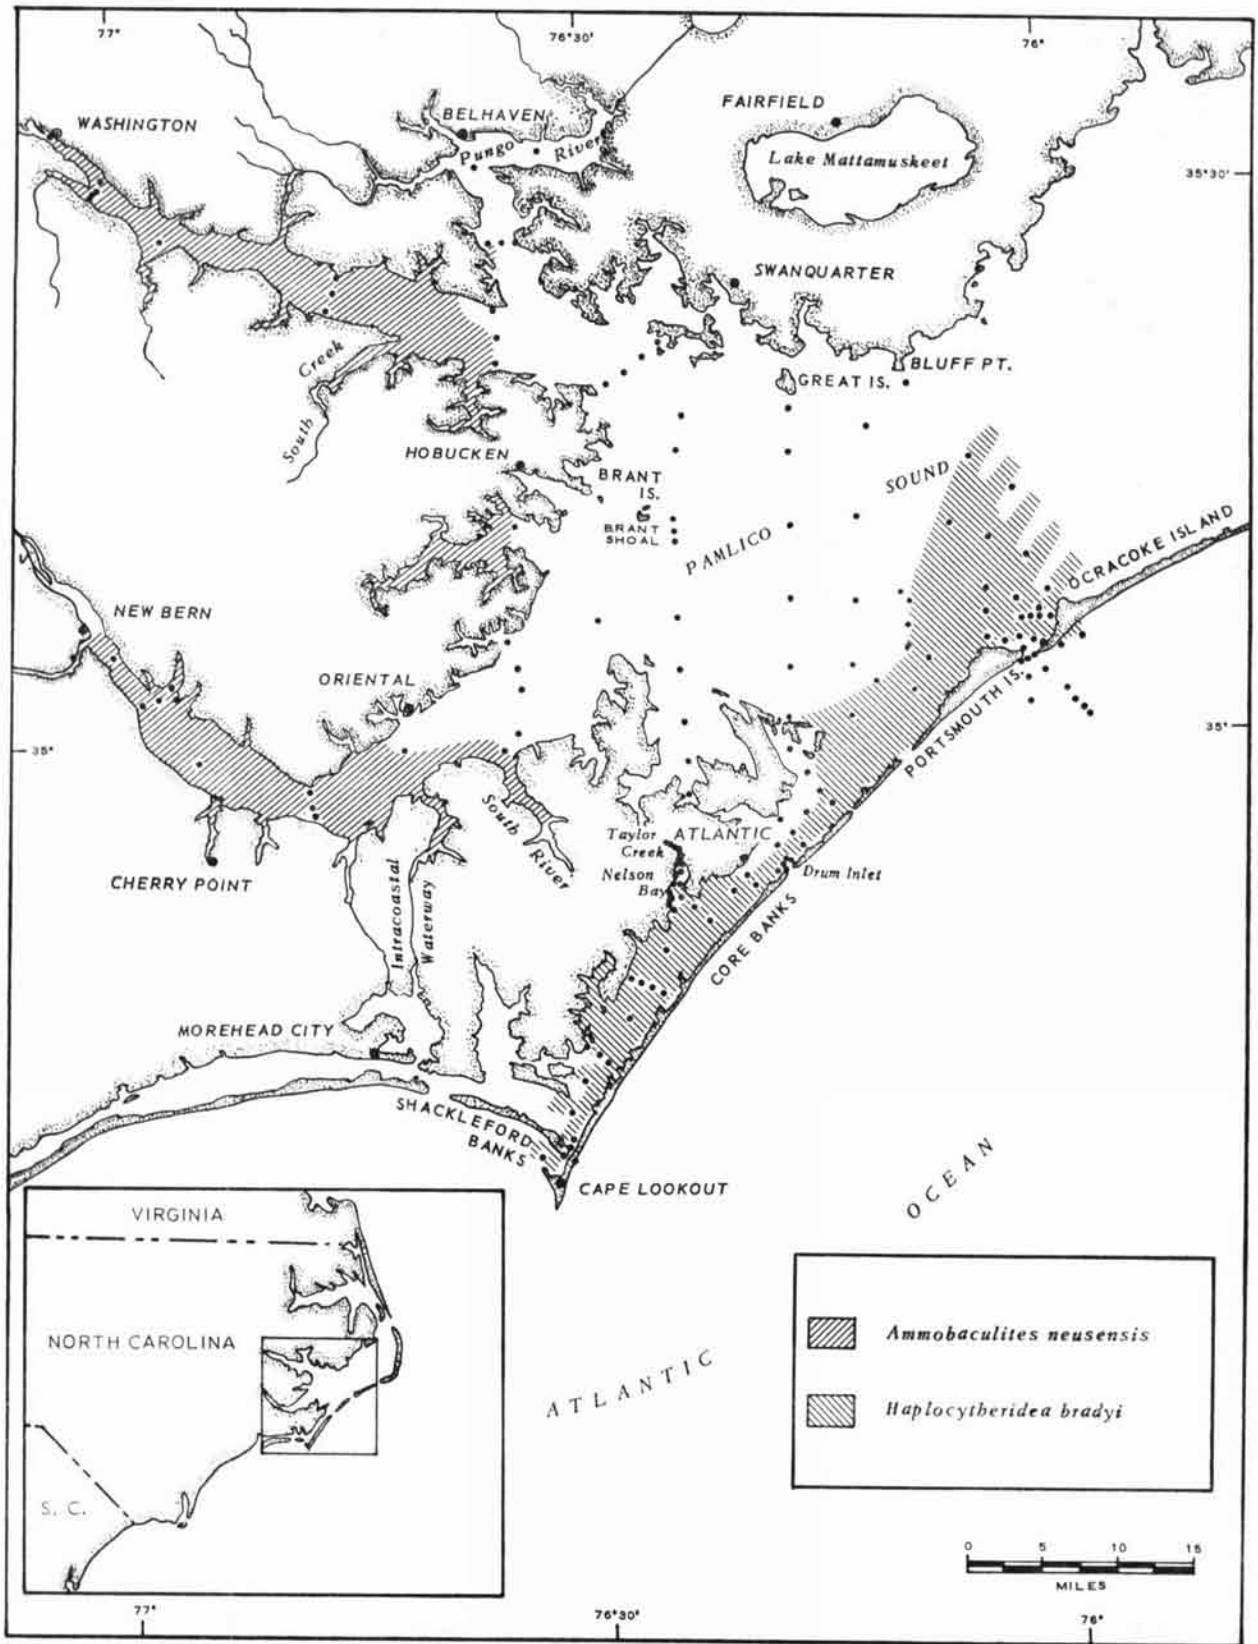 77°
76°30'
76°
WASHINGTON
BELHAVEN
Pungo River
FAIRFIELD
Lake Mattamuskeet
35°30'
SWANQUARTER
South Creek
BLUFF PT.
GREAT IS.
HOBUCKEN
BRANT
IS.
BRANT
SHOAL
PAMLICO SOUND
OCRACOKE ISLAND
NEW BERN
ORIENTAL
PORTSMOUTH IS.
35°
35°
South River
Taylor
Creek
ATLANTIC
Nelson
Bay
Drum Inlet
CHERRY POINT
Intracoastal
Waterway
CORE BANKS
MOREHEAD CITY
SHACKLEFORD
BANKS
CAPE LOOKOUT
ATLANTIC OCEAN
VIRGINIA
NORTH CAROLINA
S. C.
Ammobaculites neusensis
Haplocytheridea bradyi
0 5 10 15
MILES
77°
76°30'
76°